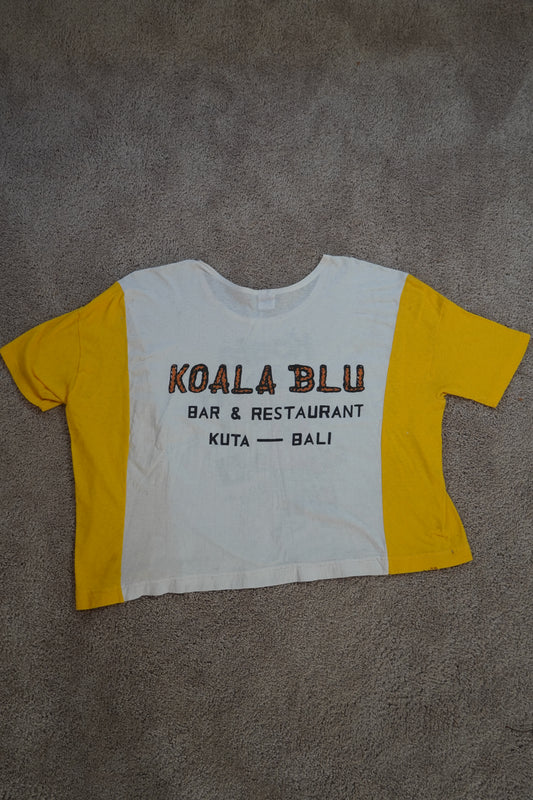 KOALA BLU
BAR & RESTAURANT
KUTA — BALI